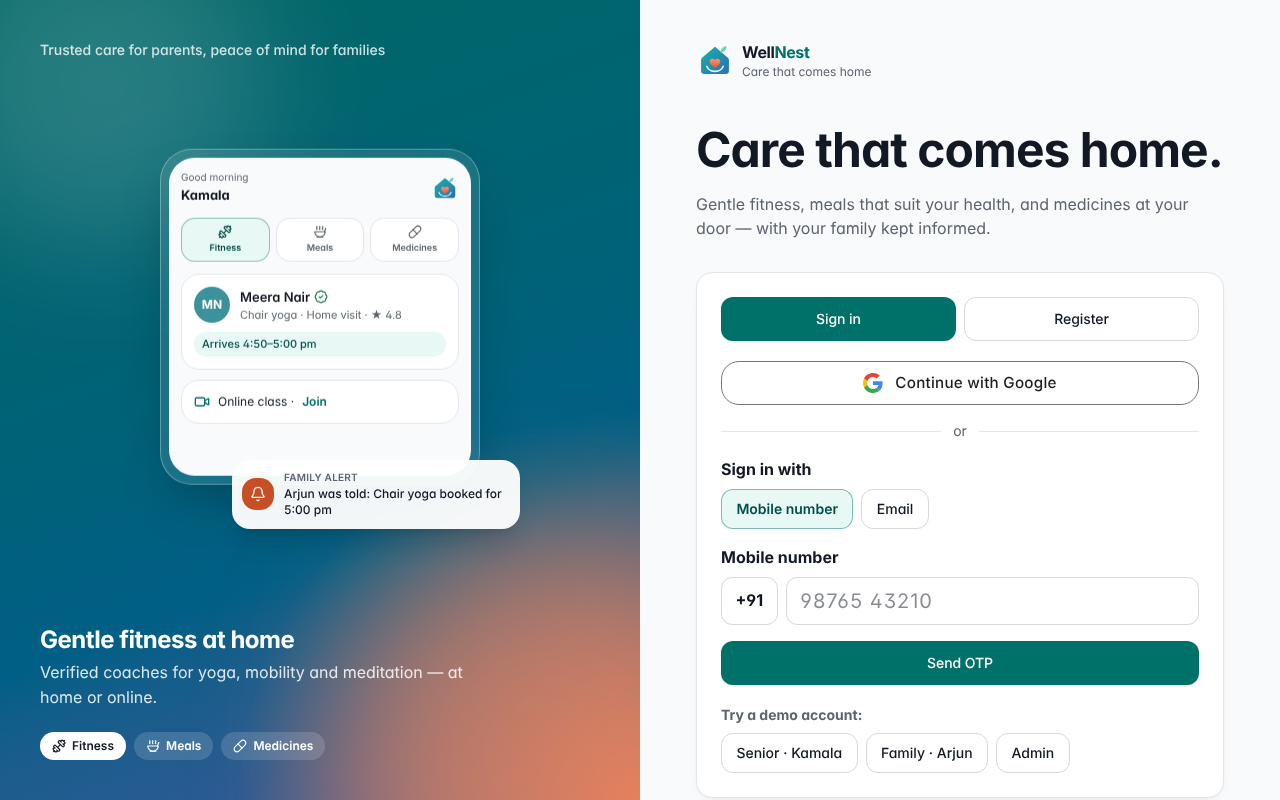 Trusted care for parents, peace of mind for families
Good morning
Kamala
Fitness
Meals
Medicines
MN
Meera Nair
Chair yoga · Home visit · ★ 4.8
Arrives 4:50–5:00 pm
Online class · Join
FAMILY ALERT
Arjun was told: Chair yoga booked for
5:00 pm
Gentle fitness at home
Verified coaches for yoga, mobility and meditation — at
home or online.
Fitness
Meals
Medicines
WellNest
Care that comes home
Care that comes home.
Gentle fitness, meals that suit your health, and medicines at your
door — with your family kept informed.
Sign in
Register
Continue with Google
or
Sign in with
Mobile number
Email
Mobile number
+91
98765 43210
Send OTP
Try a demo account:
Senior · Kamala
Family · Arjun
Admin